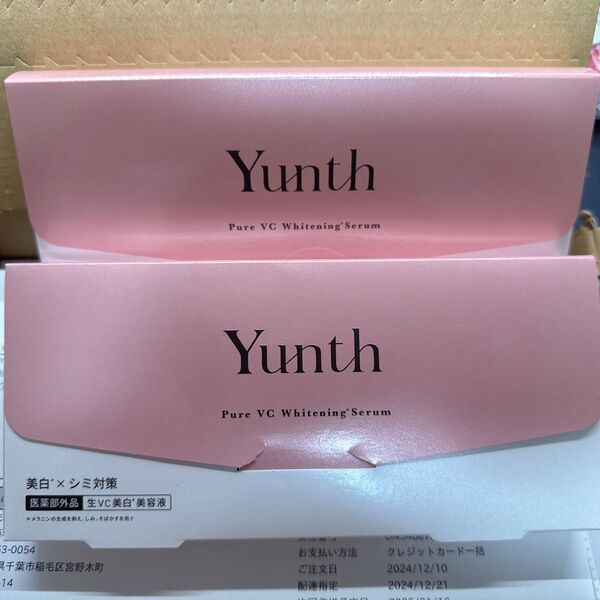 Yunth
Pure VC Whitening*Serum
Yunth
Pure VC Whitening*Serum
美白*×シミ対策
医薬部外品 生VC美白*美容液
*メラニンの生成を抑え、しみ、そばかすを防ぐ
3-0054
県千葉市稲毛区宮野木町
-14
お支払い方法 クレジットカード一括
ご注文日 2024/12/10
配達指定 2024/12/21